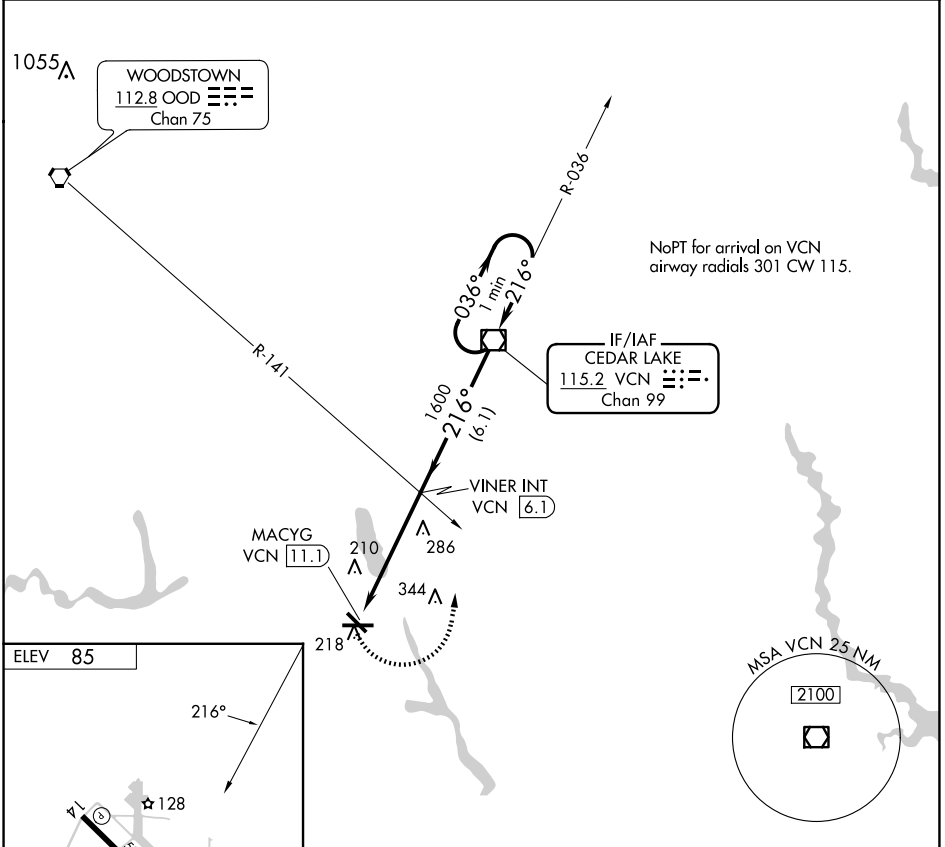 1055
WOODSTOWN
112.8 OOD
Chan 75
R-036
NoPT for arrival on VCN
airway radials 301 CW 115.
036°
1 min
216°
IF/IAF
CEDAR LAKE
115.2 VCN
Chan 99
R-141
1600
216°
(6.1)
VINER INT
VCN 6.1
MACYG
VCN 11.1
210
286
344
218
ELEV 85
216°
MSA VCN 25 NM
2100
14
P
128